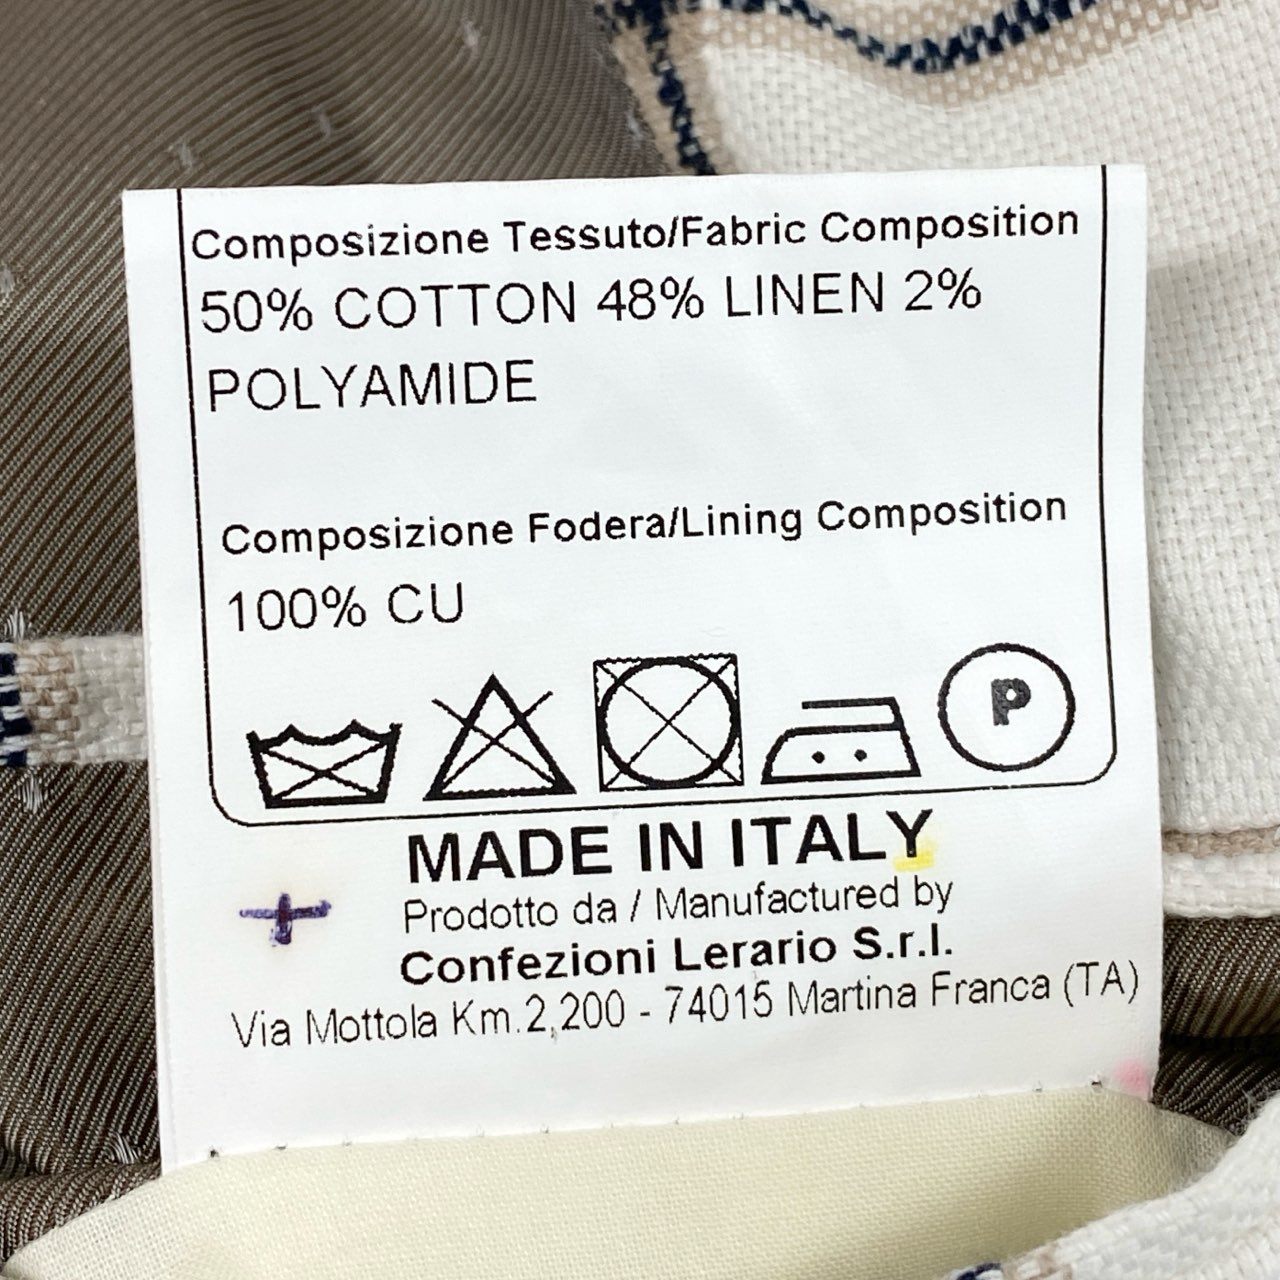 Composizione Tessuto/Fabric Composition
50% COTTON 48% LINEN 2%
POLYAMIDE
Composizione Fodera/Lining Composition
100% CU
P
MADE IN ITALY
Prodotto da / Manufactured by
Confezioni Lerario S.r.l.
Via Mottola Km.2,200 - 74015 Martina Franca (TA)